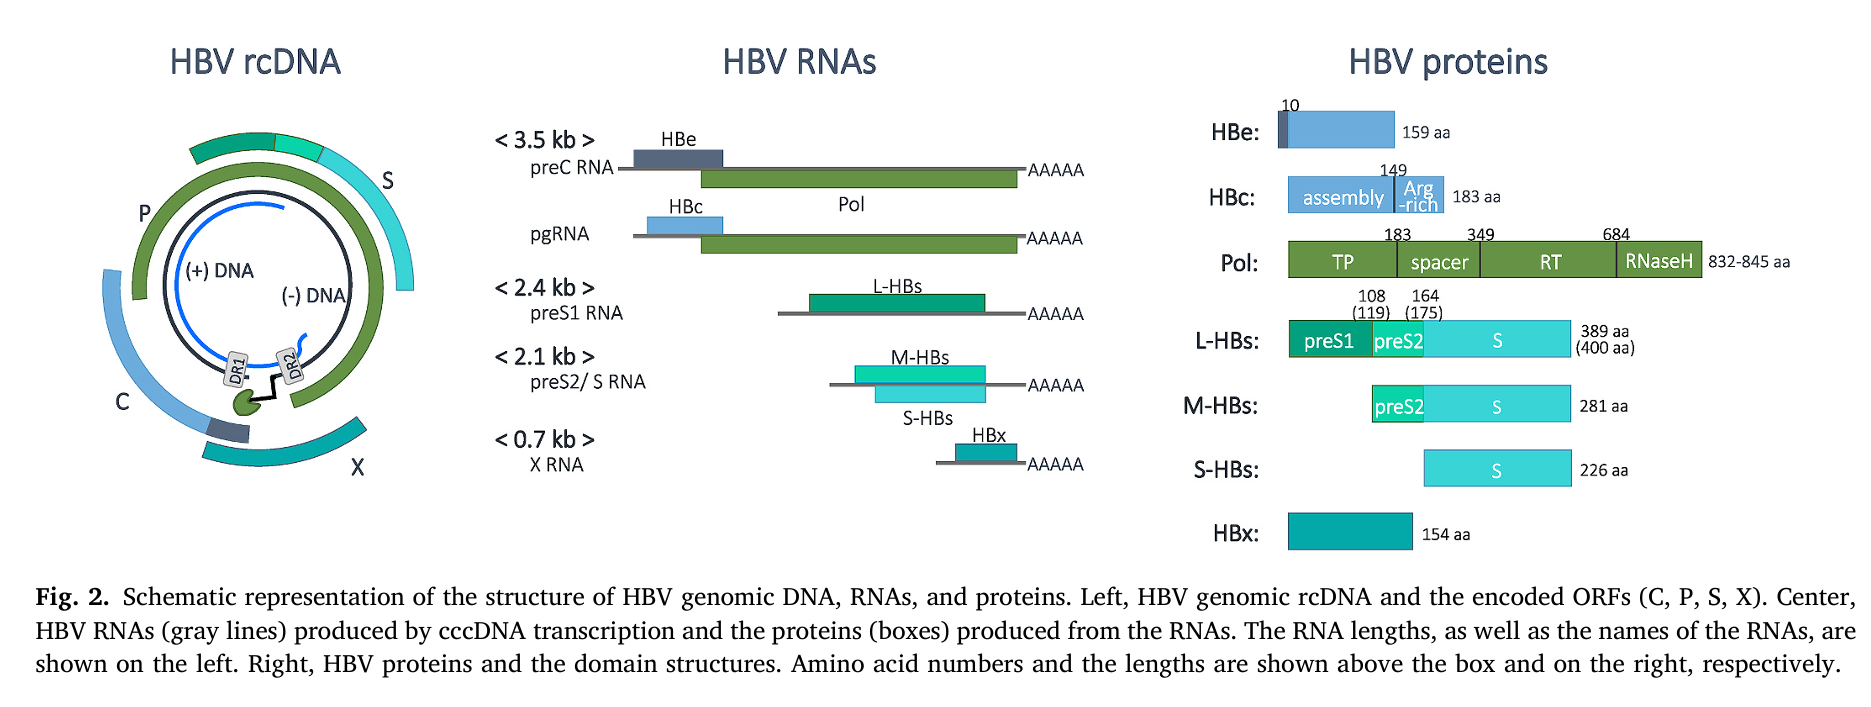 HBV rcDNA
S
P
(+) DNA
(-) DNA
DR1
DR2
C
X
HBV RNAs
< 3.5 kb >
HBe
preC RNA
AAAAA
HBc
Pol
pgRNA
AAAAA
< 2.4 kb >
L-HBs
preS1 RNA
AAAAA
< 2.1 kb >
M-HBs
preS2/ S RNA
AAAAA
S-HBs
< 0.7 kb >
HBx
X RNA
AAAAA
HBV proteins
10
HBe:
159 aa
149
HBc:
assembly
Arg
-rich
183 aa
183
349
684
Pol:
TP
spacer
RT
RNaseH
832-845 aa
108
(119)
164
(175)
L-HBs:
preS1
preS2
S
389 aa
(400 aa)
M-HBs:
preS2
S
281 aa
S-HBs:
S
226 aa
HBx:
154 aa
Fig. 2. Schematic representation of the structure of HBV genomic DNA, RNAs, and proteins. Left, HBV genomic rcDNA and the encoded ORFs (C, P, S, X). Center,
HBV RNAs (gray lines) produced by cccDNA transcription and the proteins (boxes) produced from the RNAs. The RNA lengths, as well as the names of the RNAs, are
shown on the left. Right, HBV proteins and the domain structures. Amino acid numbers and the lengths are shown above the box and on the right, respectively.